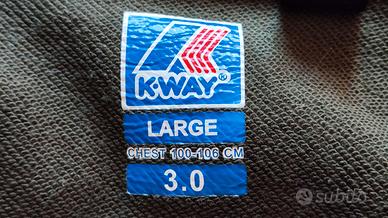 K-WAY®
LARGE
CHEST 100-106 CM
3.0
subito